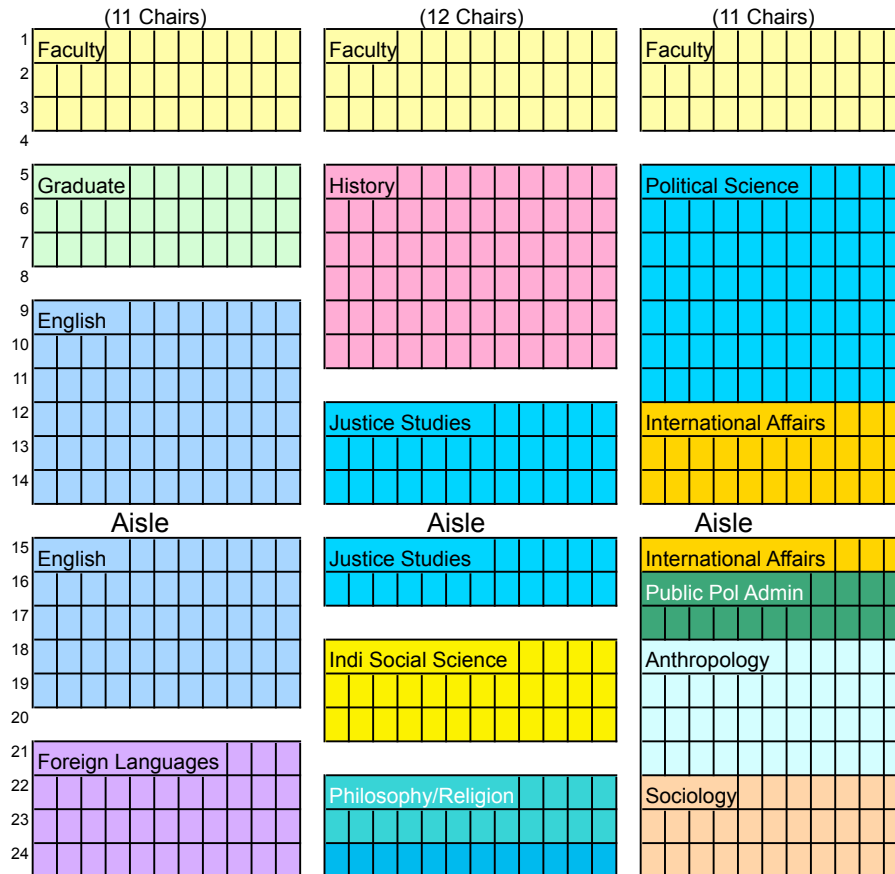 (11 Chairs) (12 Chairs) (11 Chairs)
1 Faculty Faculty Faculty
2
3
4
5 Graduate History Political Science
6
7
8
9 English
10
11
12 Justice Studies International Affairs
13
14
Aisle Aisle Aisle
15 English Justice Studies International Affairs
16 Public Pol Admin
17
18 Indi Social Science Anthropology
19
20
21 Foreign Languages
22 Philosophy/Religion Sociology
23
24